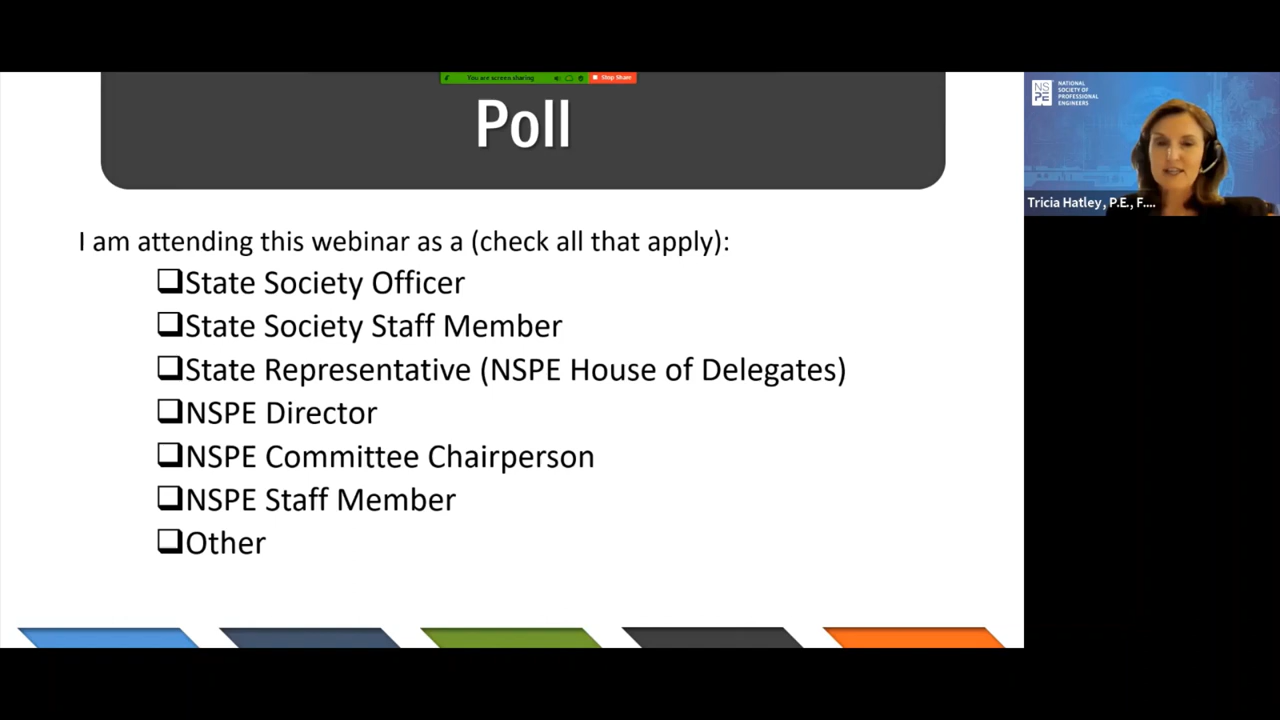 You are screen sharing
Stop Share
Poll
I am attending this webinar as a (check all that apply):
State Society Officer
State Society Staff Member
State Representative (NSPE House of Delegates)
NSPE Director
NSPE Committee Chairperson
NSPE Staff Member
Other
NS
PE
NATIONAL
SOCIETY OF
PROFESSIONAL
ENGINEERS
Tricia Hatley, P.E., F....